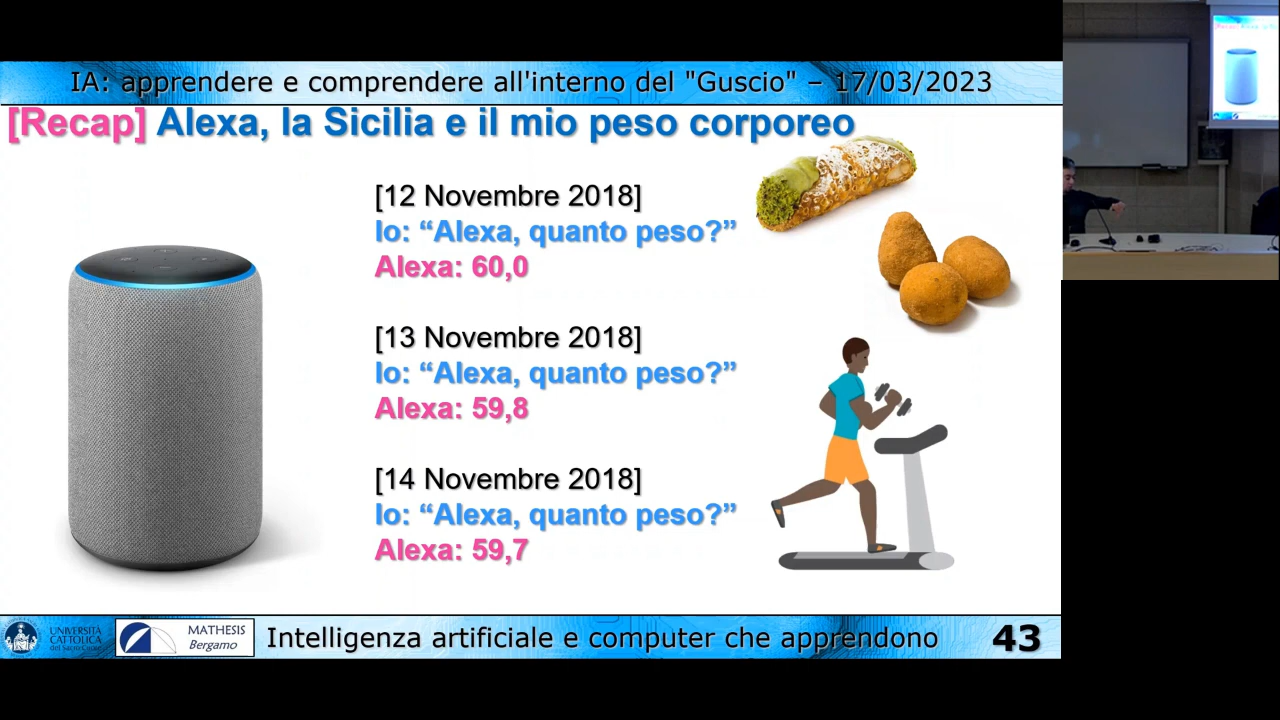 IA: apprendere e comprendere all'interno del "Guscio" – 17/03/2023
[Recap] Alexa, la Sicilia e il mio peso corporeo
[12 Novembre 2018]
Io: “Alexa, quanto peso?”
Alexa: 60,0
[13 Novembre 2018]
Io: “Alexa, quanto peso?”
Alexa: 59,8
[14 Novembre 2018]
Io: “Alexa, quanto peso?”
Alexa: 59,7
UNIVERSITÀ
CATTOLICA
del Sacro Cuore
MATHESIS
Bergamo
Intelligenza artificiale e computer che apprendono
43